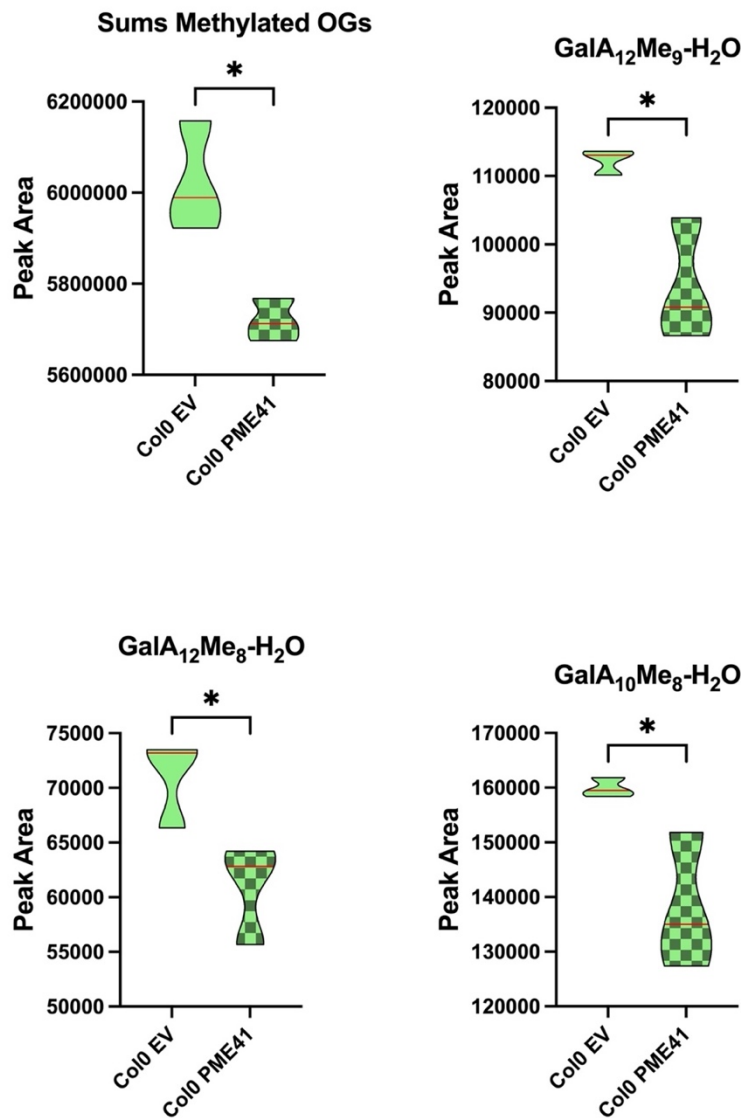 Sums Methylated OGs
*
6200000
6000000
5800000
5600000
Peak Area
Col0 EV
Col0 PME41
GalA₁₂Me₉-H₂O
*
120000
110000
100000
90000
80000
Peak Area
Col0 EV
Col0 PME41
GalA₁₂Me₈-H₂O
*
75000
70000
65000
60000
55000
50000
Peak Area
Col0 EV
Col0 PME41
GalA₁₀Me₈-H₂O
*
170000
160000
150000
140000
130000
120000
Peak Area
Col0 EV
Col0 PME41